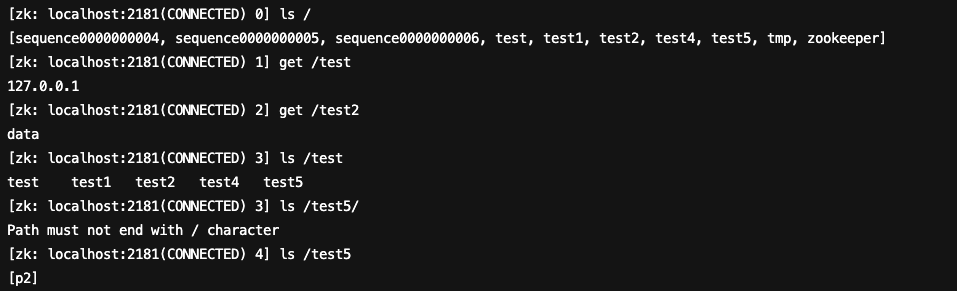 [zk: localhost:2181(CONNECTED) 0] ls /
[sequence0000000004, sequence0000000005, sequence0000000006, test, test1, test2, test4, test5, tmp, zookeeper]
[zk: localhost:2181(CONNECTED) 1] get /test
127.0.0.1
[zk: localhost:2181(CONNECTED) 2] get /test2
data
[zk: localhost:2181(CONNECTED) 3] ls /test
test    test1   test2   test4   test5
[zk: localhost:2181(CONNECTED) 3] ls /test5/
Path must not end with / character
[zk: localhost:2181(CONNECTED) 4] ls /test5
[p2]